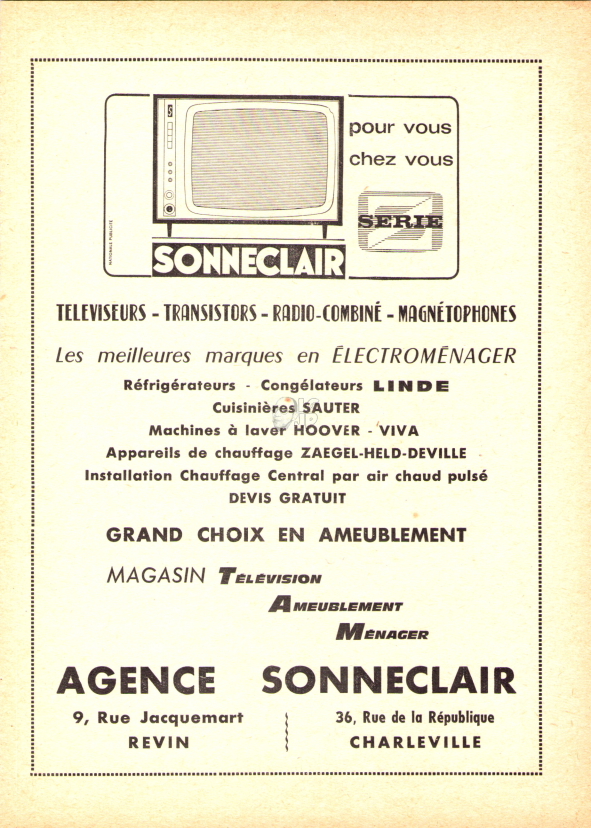 pour vous
chez vous
SERIE
NATIONALE PUBLICITÉ
SONNECLAIR
TELEVISEURS - TRANSISTORS - RADIO-COMBINÉ - MAGNÉTOPHONES
Les meilleures marques en ÉLECTROMÉNAGER
Réfrigérateurs - Congélateurs LINDE
Cuisinières SAUTER
Machines à laver HOOVER - VIVA
Appareils de chauffage ZAEGEL-HELD-DEVILLE
Installation Chauffage Central par air chaud pulsé
DEVIS GRATUIT
GRAND CHOIX EN AMEUBLEMENT
MAGASIN TÉLÉVISION
AMEUBLEMENT
MÉNAGER
AGENCE SONNECLAIR
9, Rue Jacquemart
REVIN
36, Rue de la République
CHARLEVILLE